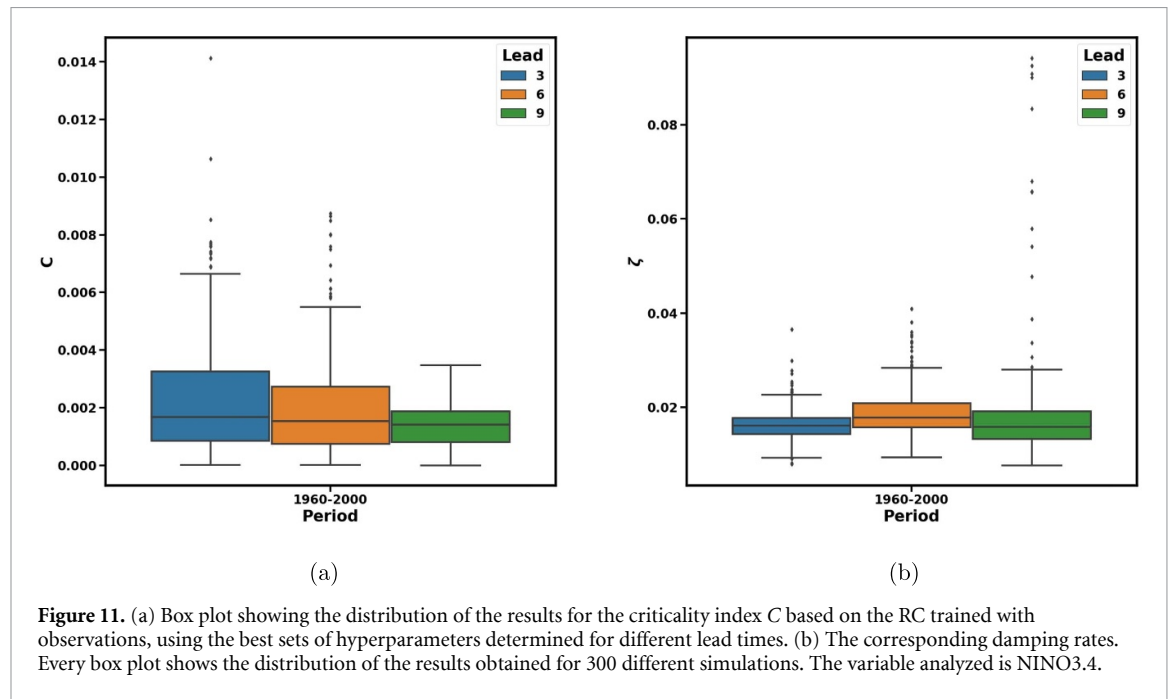 Lead
3
6
9
0.014
0.012
0.010
0.008
0.006
0.004
0.002
0.000
C
1960-2000
Period
(a)
Lead
3
6
9
0.08
0.06
0.04
0.02
ζ
1960-2000
Period
(b)
Figure 11. (a) Box plot showing the distribution of the results for the criticality index C based on the RC trained with
observations, using the best sets of hyperparameters determined for different lead times. (b) The corresponding damping rates.
Every box plot shows the distribution of the results obtained for 300 different simulations. The variable analyzed is NINO3.4.